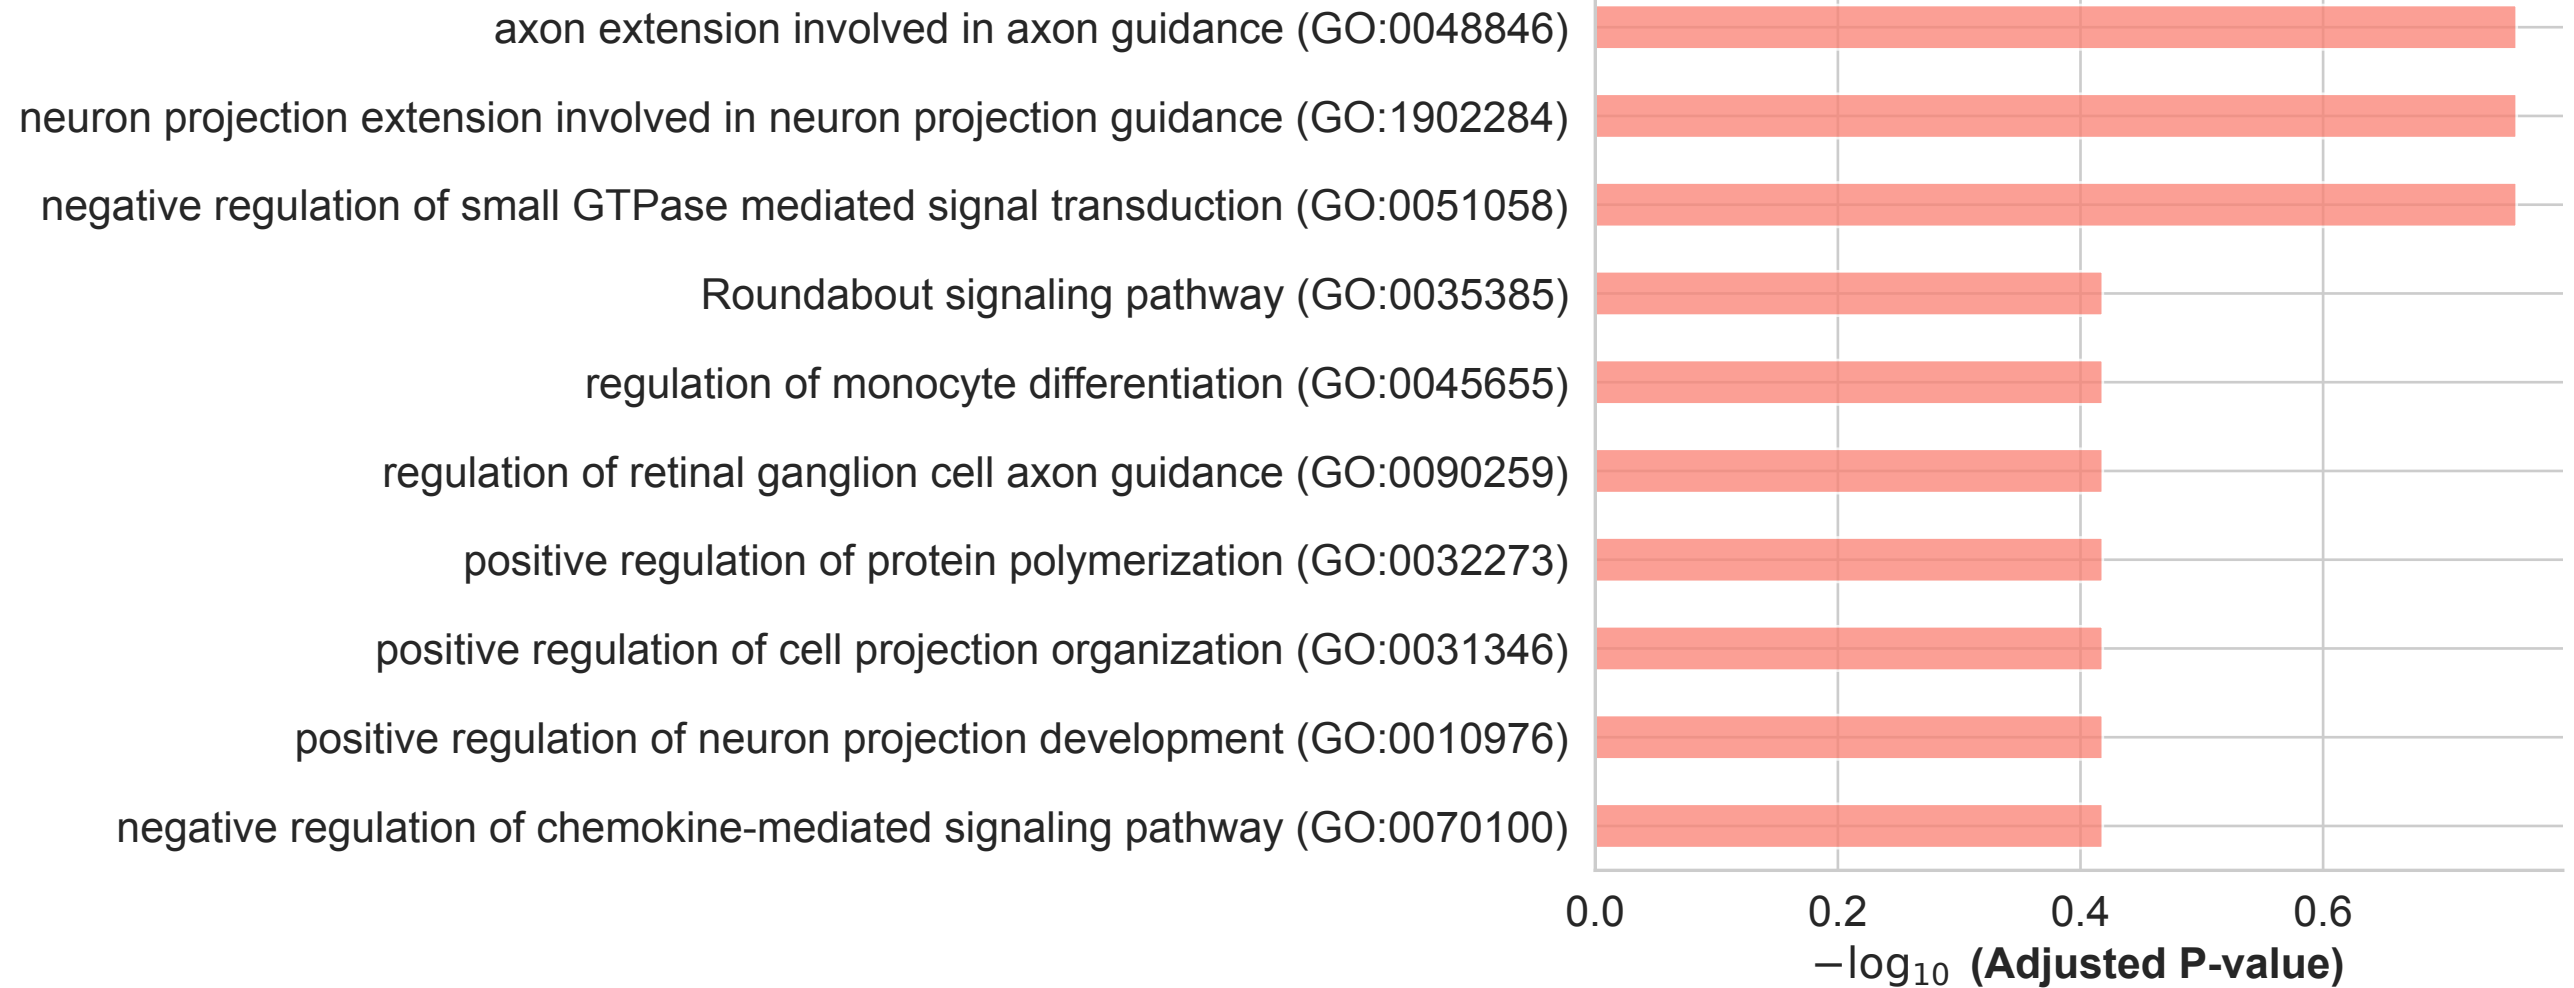 axon extension involved in axon guidance (GO:0048846)
neuron projection extension involved in neuron projection guidance (GO:1902284)
negative regulation of small GTPase mediated signal transduction (GO:0051058)
Roundabout signaling pathway (GO:0035385)
regulation of monocyte differentiation (GO:0045655)
regulation of retinal ganglion cell axon guidance (GO:0090259)
positive regulation of protein polymerization (GO:0032273)
positive regulation of cell projection organization (GO:0031346)
positive regulation of neuron projection development (GO:0010976)
negative regulation of chemokine-mediated signaling pathway (GO:0070100)
0.0 0.2 0.4 0.6
−log₁₀ (Adjusted P-value)